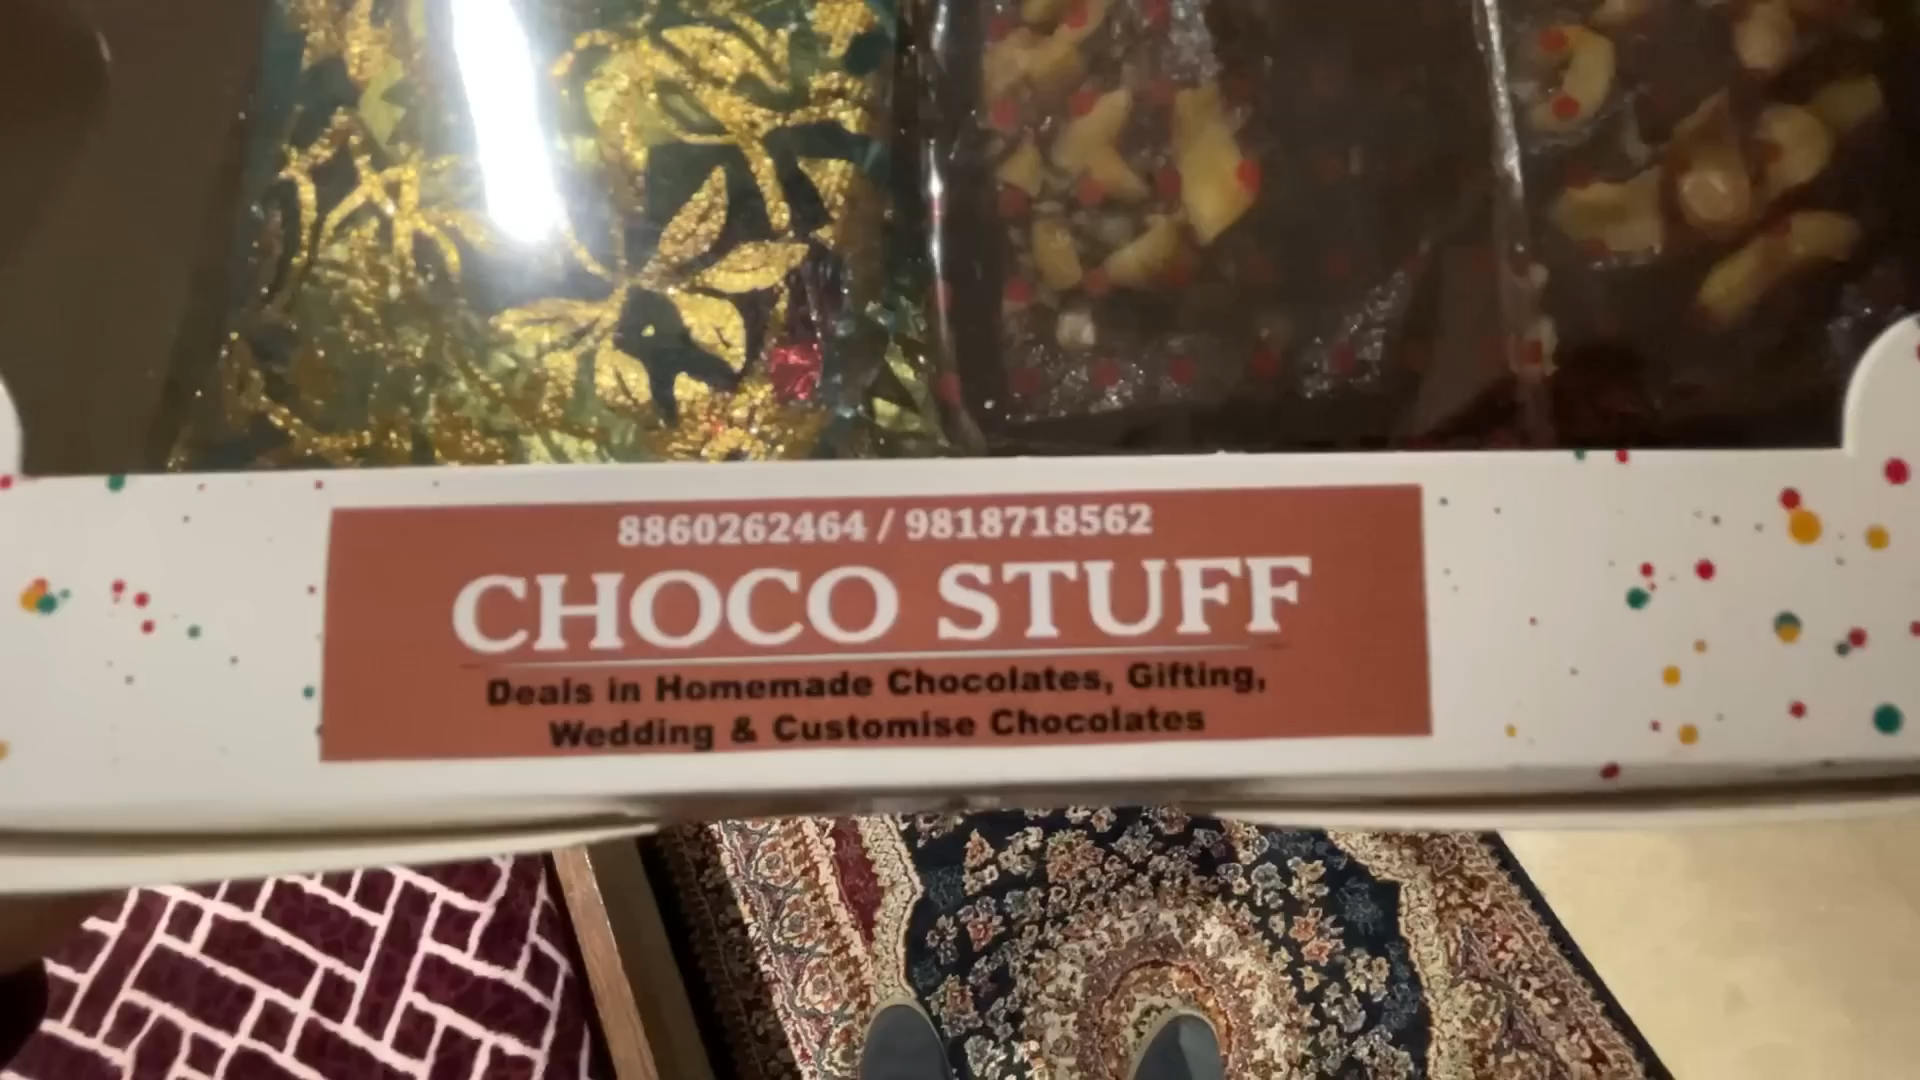 8860262464 / 9818718562
CHOCO STUFF
Deals in Homemade Chocolates, Gifting,
Wedding & Customise Chocolates